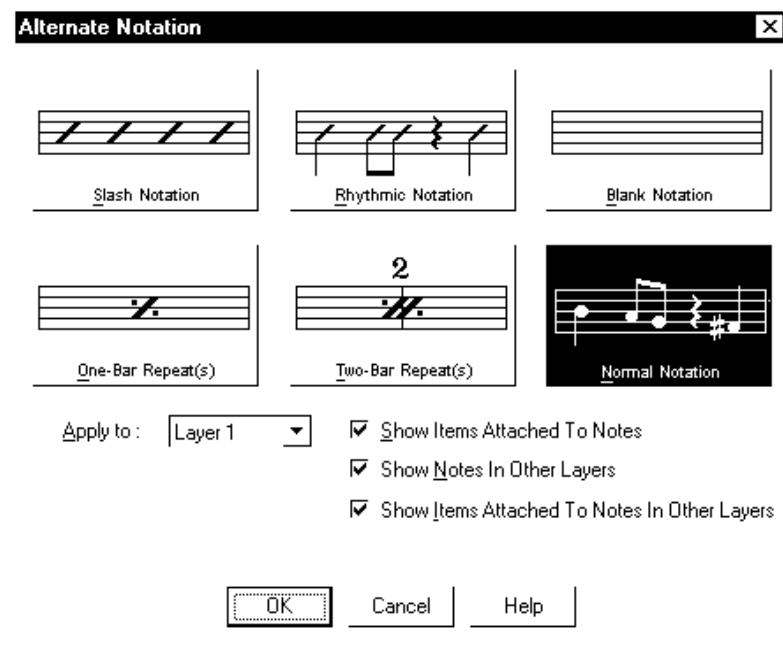 Alternate Notation
Slash Notation
Rhythmic Notation
Blank Notation
2
One-Bar Repeat(s)
Two-Bar Repeat(s)
Normal Notation
Apply to :
Layer 1
Show Items Attached To Notes
Show Notes In Other Layers
Show Items Attached To Notes In Other Layers
OK
Cancel
Help